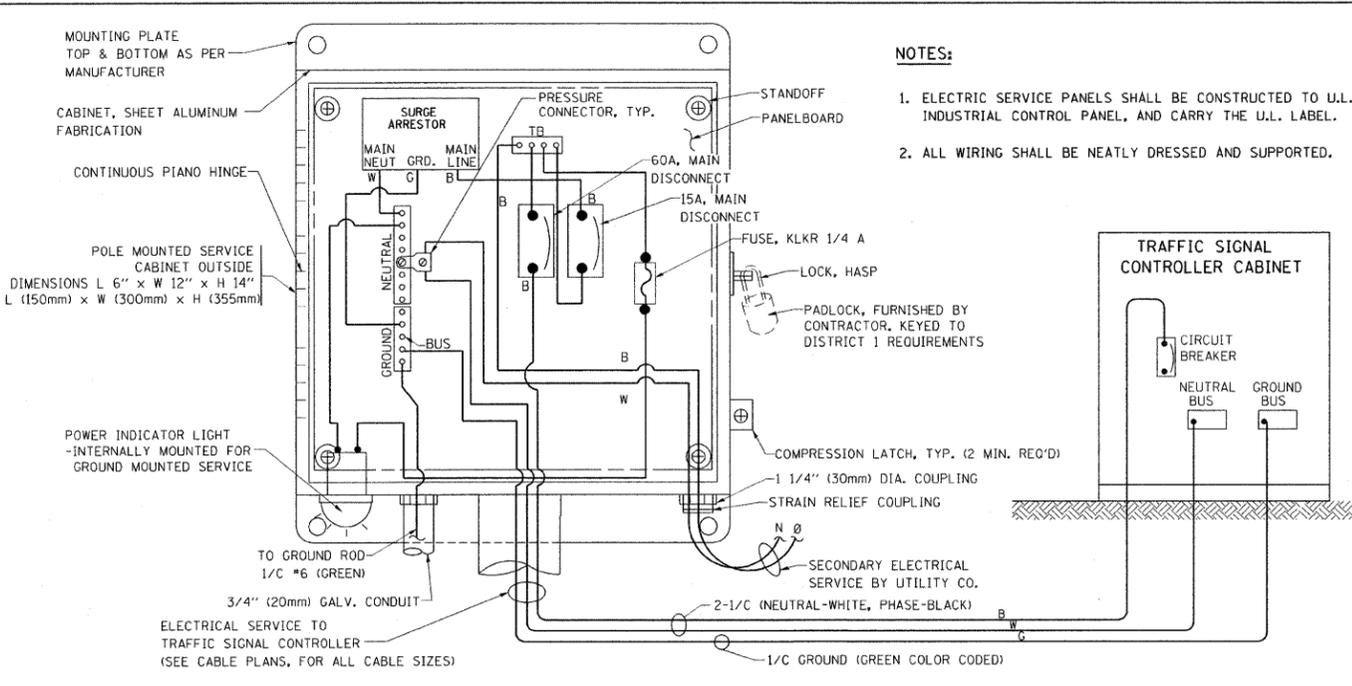 MOUNTING PLATE
TOP & BOTTOM AS PER
MANUFACTURER
CABINET, SHEET ALUMINUM
FABRICATION
CONTINUOUS PIANO HINGE
POLE MOUNTED SERVICE
CABINET OUTSIDE
DIMENSIONS L 6" x W 12" x H 14"
L (150mm) x W (300mm) x H (355mm)
POWER INDICATOR LIGHT
-INTERNALLY MOUNTED FOR
GROUND MOUNTED SERVICE
SURGE
ARRESTOR
MAIN
NEUT
GRD.
MAIN
LINE
W
G
B
PRESSURE
CONNECTOR, TYP.
TB
B
B
B
NEUTRAL
GROUND
BUS
B
W
STANDOFF
PANELBOARD
60A, MAIN
DISCONNECT
15A, MAIN
DISCONNECT
FUSE, KLKR 1/4 A
LOCK, HASP
PADLOCK, FURNISHED BY
CONTRACTOR. KEYED TO
DISTRICT 1 REQUIREMENTS
COMPRESSION LATCH, TYP. (2 MIN. REQ'D)
1 1/4" (30mm) DIA. COUPLING
STRAIN RELIEF COUPLING
N Ø
SECONDARY ELECTRICAL
SERVICE BY UTILITY CO.
TO GROUND ROD
1/C #6 (GREEN)
3/4" (20mm) GALV. CONDUIT
ELECTRICAL SERVICE TO
TRAFFIC SIGNAL CONTROLLER
(SEE CABLE PLANS, FOR ALL CABLE SIZES)
2-1/C (NEUTRAL-WHITE, PHASE-BLACK)
1/C GROUND (GREEN COLOR CODED)
B
W
G
NOTES:
1. ELECTRIC SERVICE PANELS SHALL BE CONSTRUCTED TO U.L.
INDUSTRIAL CONTROL PANEL, AND CARRY THE U.L. LABEL.
2. ALL WIRING SHALL BE NEATLY DRESSED AND SUPPORTED.
TRAFFIC SIGNAL
CONTROLLER CABINET
CIRCUIT
BREAKER
NEUTRAL
BUS
GROUND
BUS